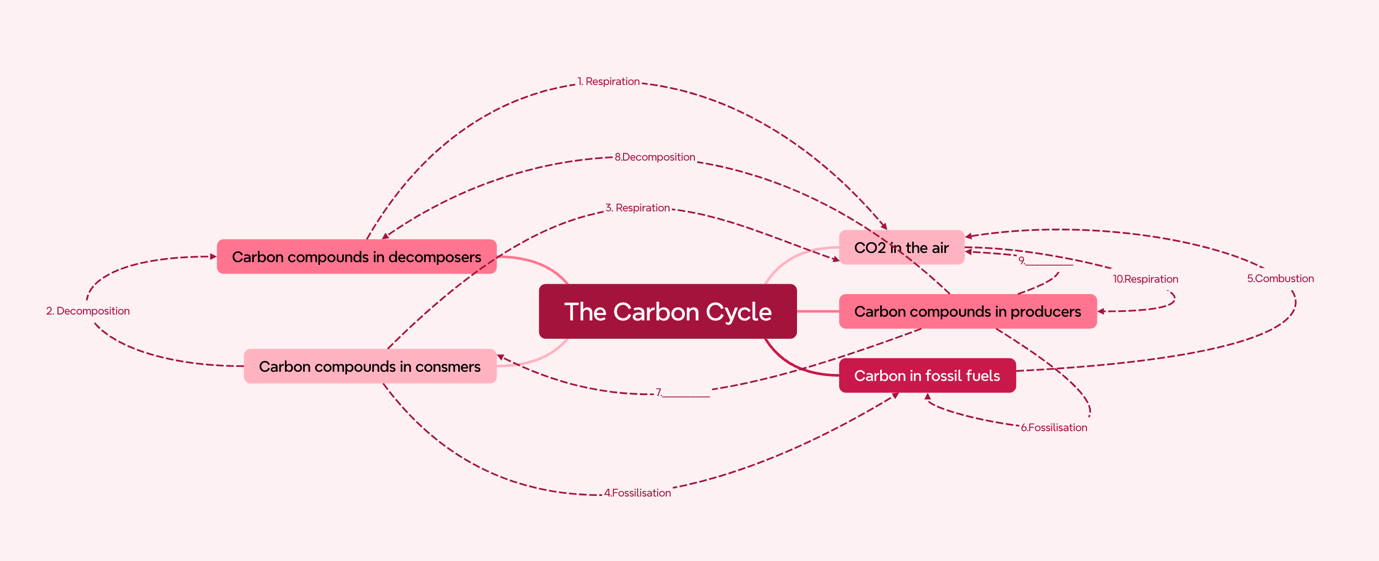 1. Respiration
8.Decomposition
3. Respiration
Carbon compounds in decomposers
CO2 in the air
9.________
10.Respiration
5.Combustion
2. Decomposition
The Carbon Cycle
Carbon compounds in producers
Carbon compounds in consmers
Carbon in fossil fuels
7.________
6.Fossilisation
4.Fossilisation